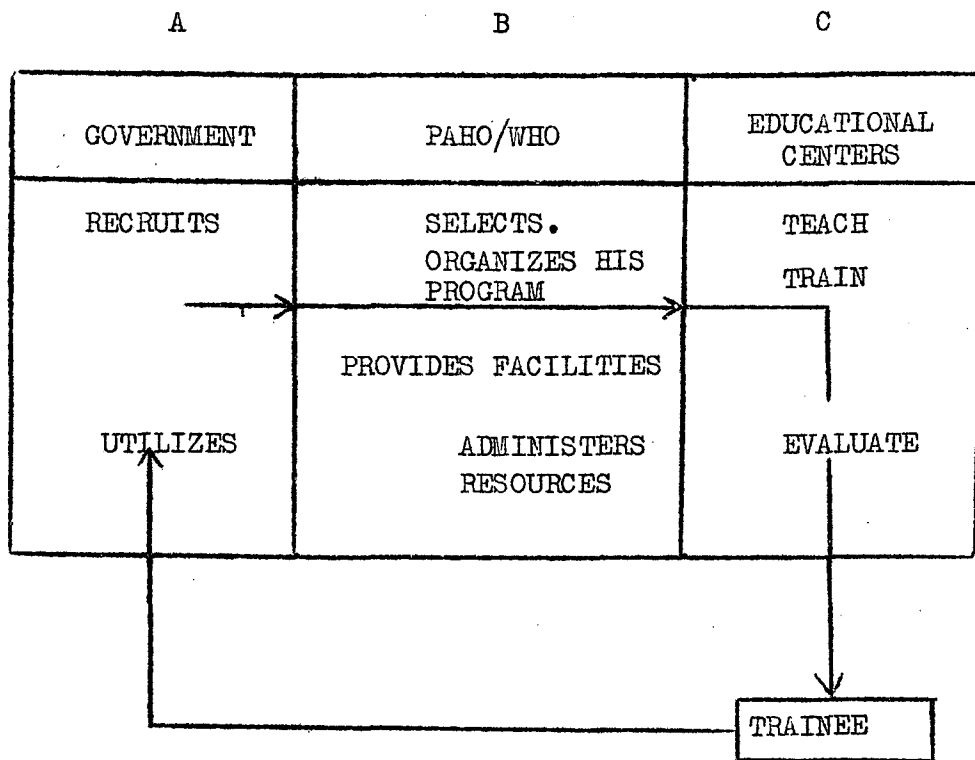 A B C
GOVERNMENT PAHO/WHO EDUCATIONAL
CENTERS
RECRUITS SELECTS. TEACH
ORGANIZES HIS TRAIN
PROGRAM
PROVIDES FACILITIES
UTILIZES ADMINISTERS EVALUATE
RESOURCES
TRAINEE